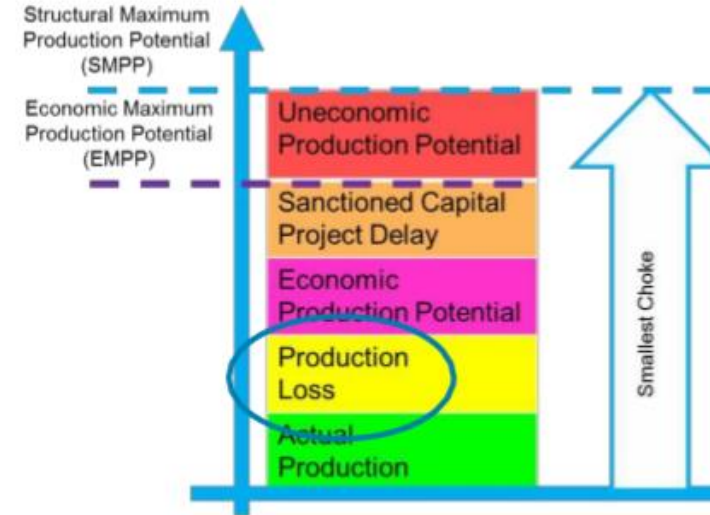 Structural Maximum
Production Potential
(SMPP)
Economic Maximum
Production Potential
(EMPP)
Uneconomic
Production Potential
Sanctioned Capital
Project Delay
Economic
Production Potential
Production
Loss
Actual
Production
Smallest Choke